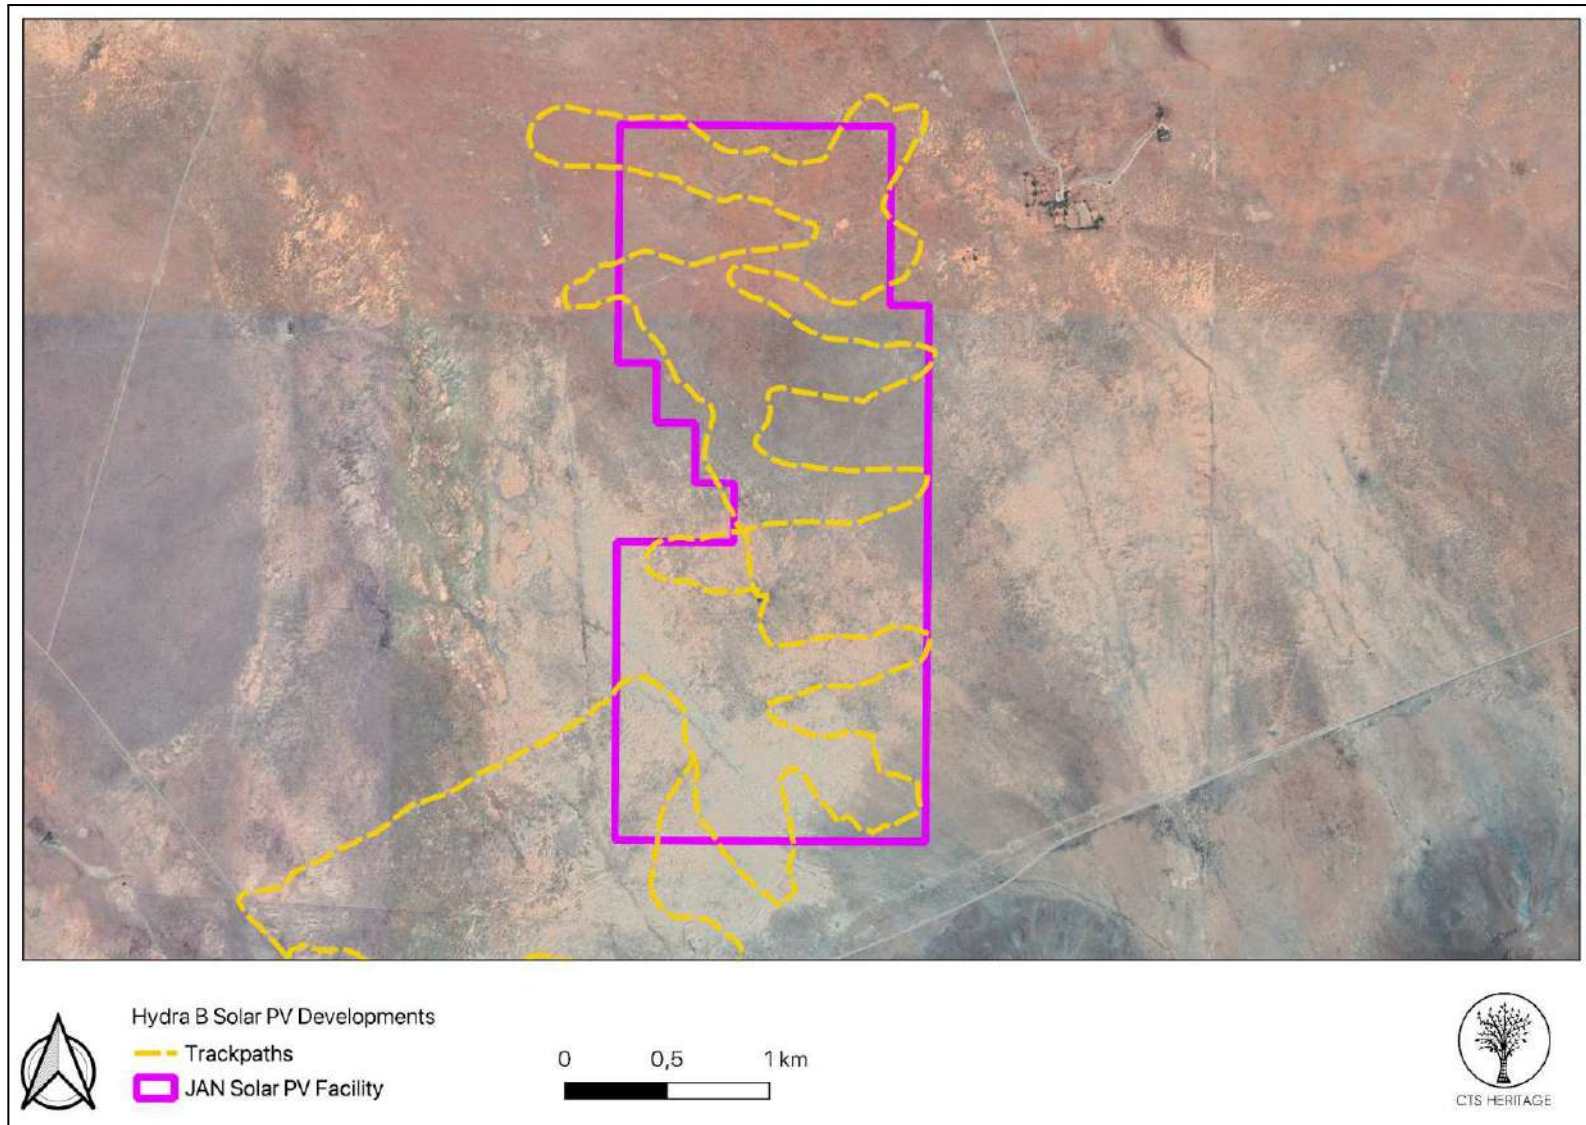 Hydra B Solar PV Developments
Trackpaths
JAN Solar PV Facility
0 0,5 1 km
CTS HERITAGE